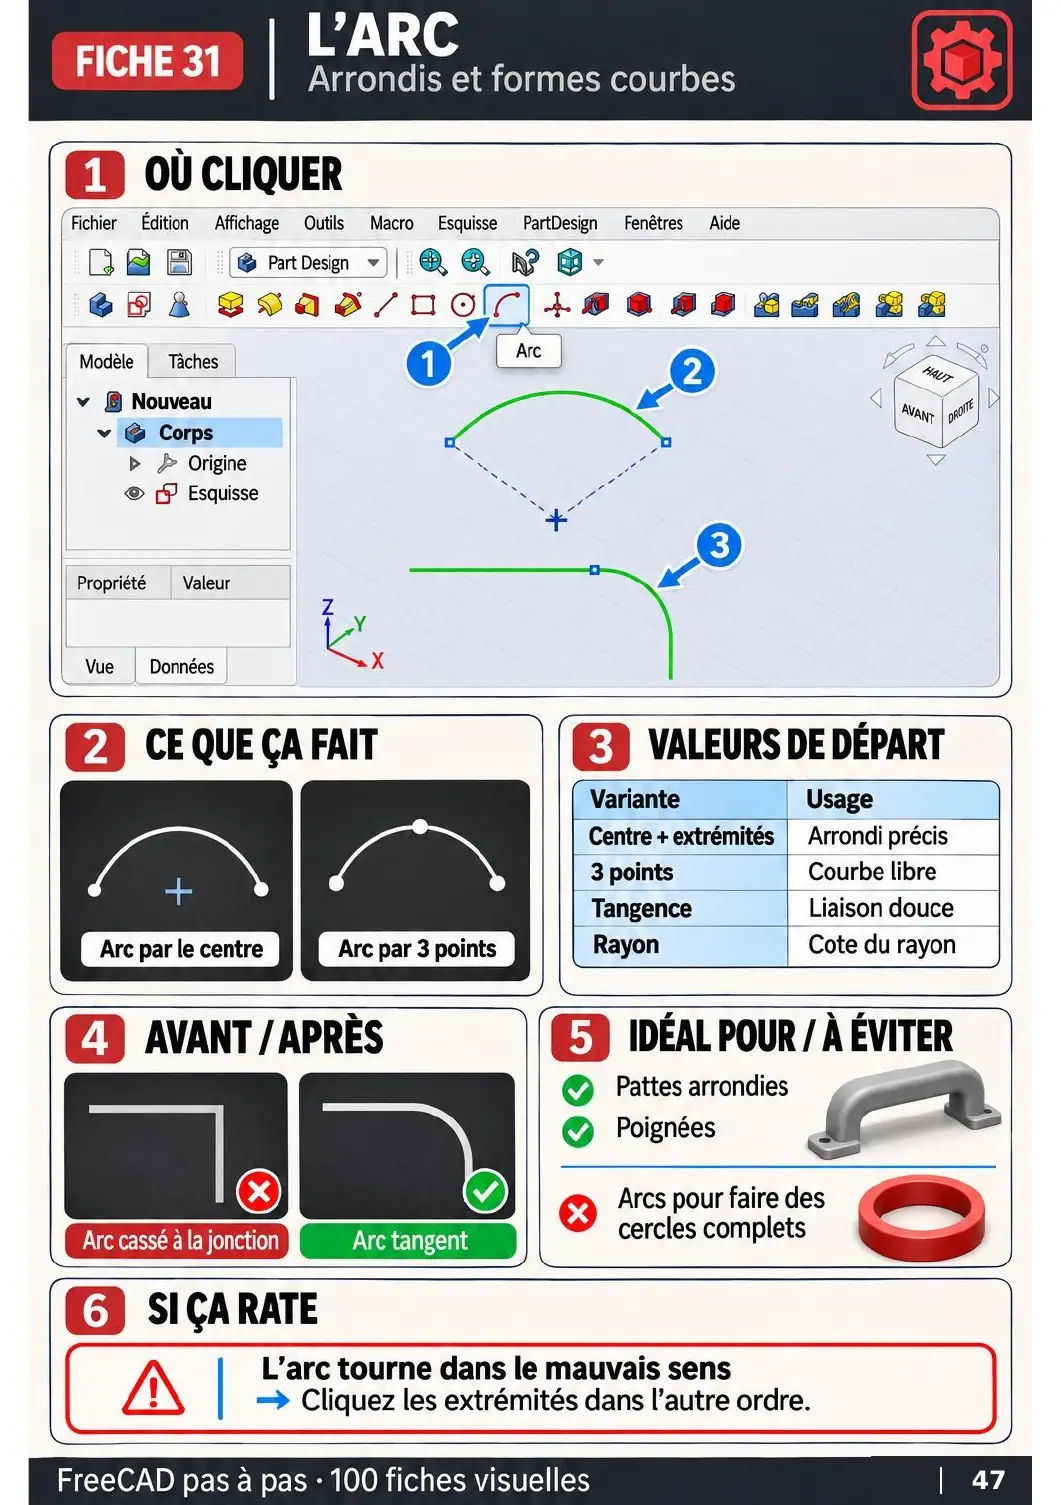 FICHE 31
L’ARC
Arrondis et formes courbes
1 OÙ CLIQUER
Fichier Édition Affichage Outils Macro Esquisse PartDesign Fenêtres Aide
Part Design
1
Arc
2
Modèle Tâches
HAUT
AVANT DROITE
Nouveau
Corps
Origine
Esquisse
3
Propriété Valeur
Z
Y
X
Vue Données
2 CE QUE ÇA FAIT
Arc par le centre
Arc par 3 points
3 VALEURS DE DÉPART
Variante Usage
Centre + extrémités Arrondi précis
3 points Courbe libre
Tangence Liaison douce
Rayon Cote du rayon
4 AVANT / APRÈS
Arc cassé à la jonction
Arc tangent
5 IDÉAL POUR / À ÉVITER
Pattes arrondies
Poignées
Arcs pour faire des
cercles complets
6 SI ÇA RATE
L’arc tourne dans le mauvais sens
→ Cliquez les extrémités dans l’autre ordre.
FreeCAD pas à pas · 100 fiches visuelles | 47